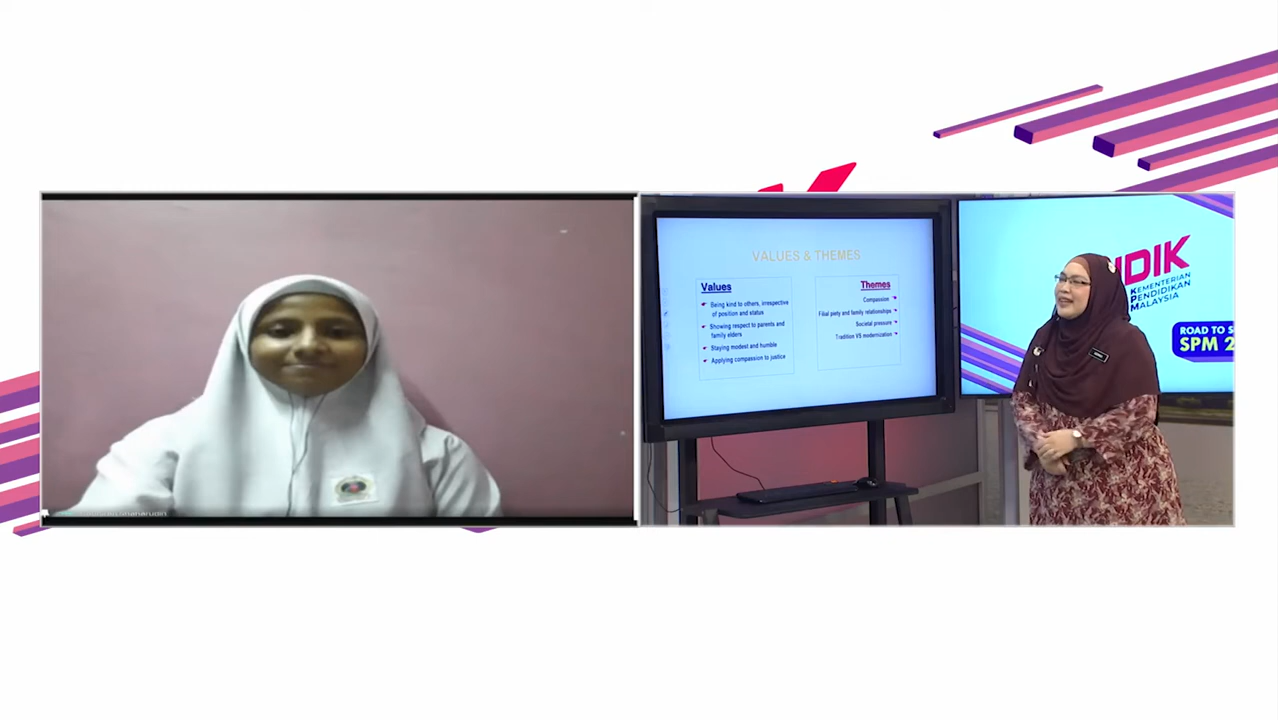 VALUES & THEMES
Values
Being kind to others, irrespective
of position and status
Showing respect to parents and
family elders
Staying modest and humble
Applying compassion to justice
Themes
Compassion
Filial piety and family relationships
Societal pressure
Tradition VS modernization
IDIK
KEMENTERIAN
PENDIDIKAN
MALAYSIA
ROAD TO S
SPM 2